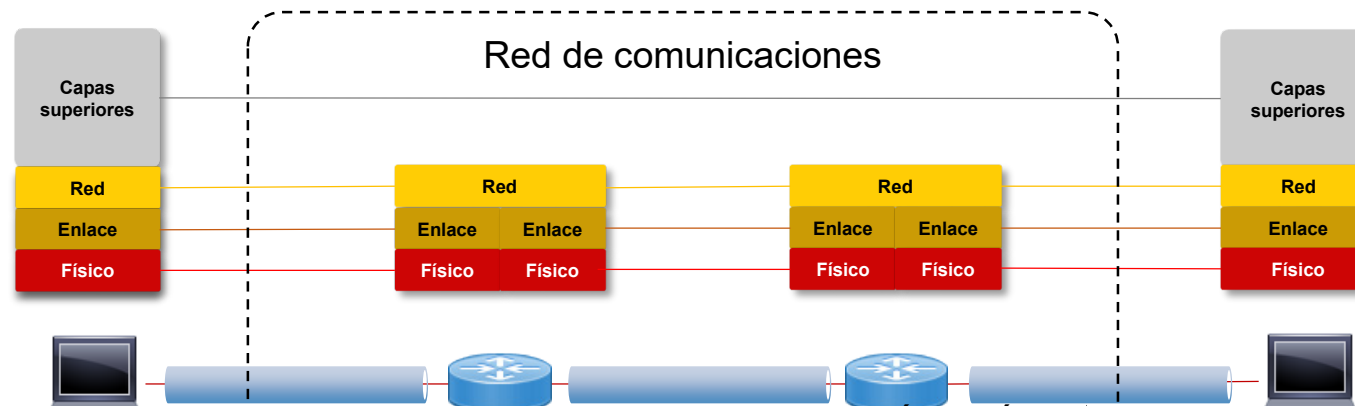 Red de comunicaciones
Capas
superiores
Capas
superiores
Red
Red
Red
Red
Enlace
Enlace
Enlace
Enlace
Enlace
Enlace
Físico
Físico
Físico
Físico
Físico
Físico